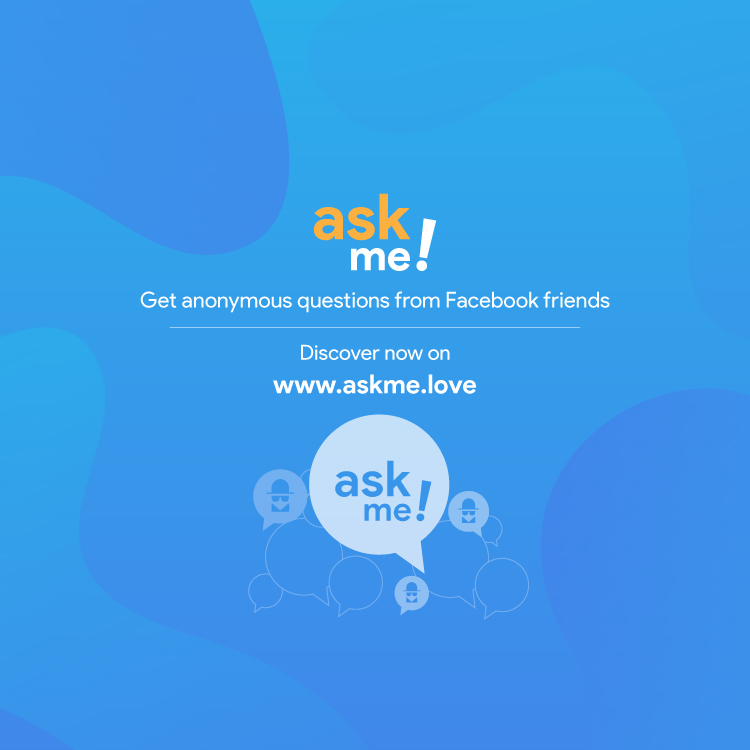 ask
me!
Get anonymous questions from Facebook friends
Discover now on
www.askme.love
ask
me!